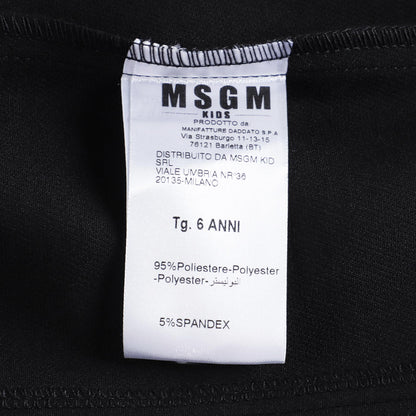 MSGM
KIDS
PRODOTTO da
MANIFATTURE DADDATO S.P.A
Via Strasburgo 11-13-15
76121 Barletta (BT)
DISTRIBUITO DA MSGM KID
SRL
VIALE UMBRIA NR 36
20135-MILANO
Tg. 6 ANNI
95%Poliestere-Polyester
-Polyester-البوليستر
5%SPANDEX